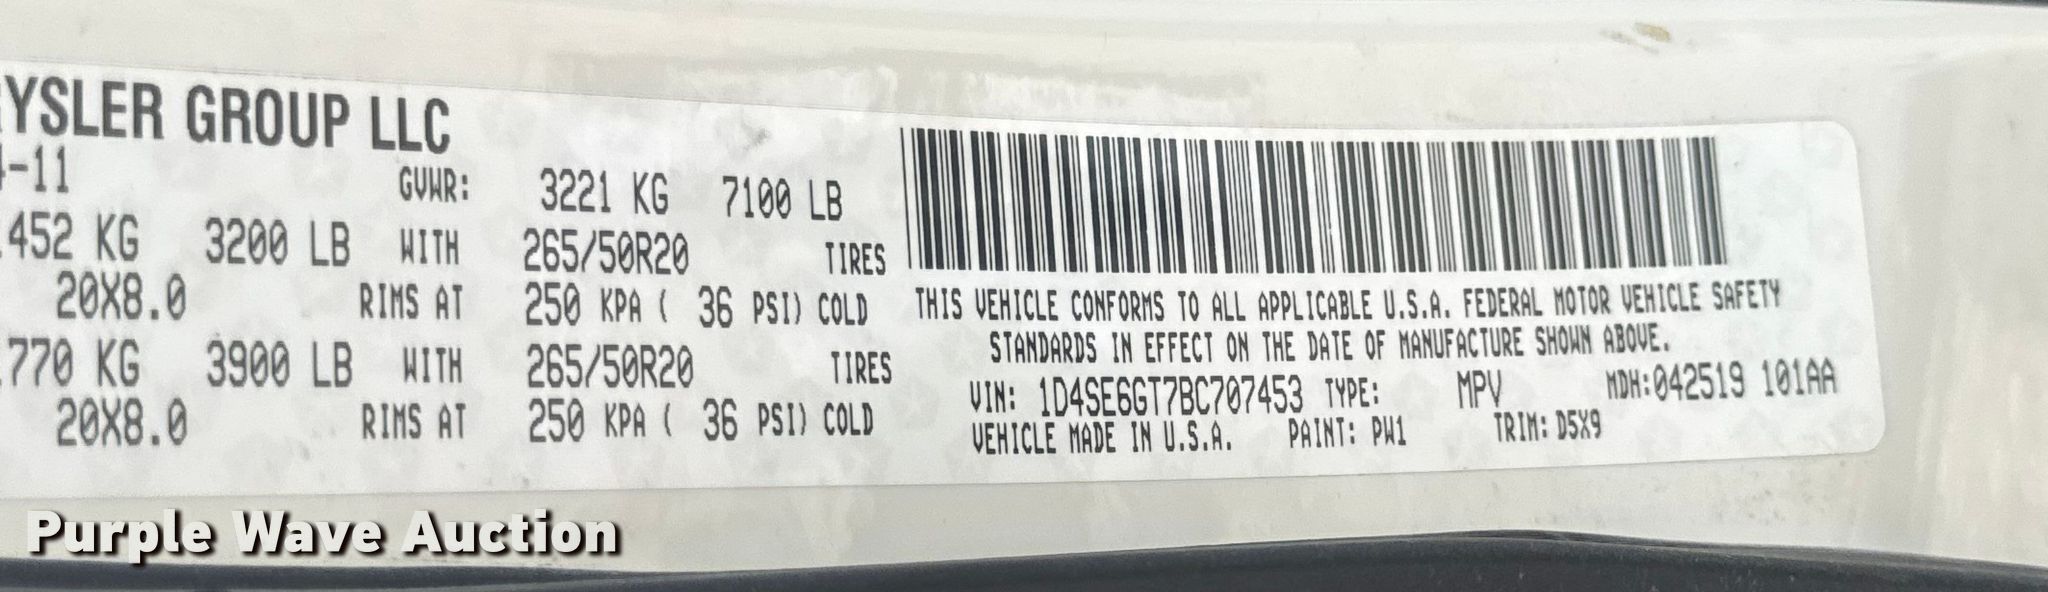 YSLER GROUP LLC
4-11
GVWR: 3221 KG 7100 LB
1452 KG 3200 LB WITH 265/50R20 TIRES
20X8.0 RIMS AT 250 KPA ( 36 PSI) COLD
1770 KG 3900 LB WITH 265/50R20 TIRES
20X8.0 RIMS AT 250 KPA ( 36 PSI) COLD
THIS VEHICLE CONFORMS TO ALL APPLICABLE U.S.A. FEDERAL MOTOR VEHICLE SAFETY
STANDARDS IN EFFECT ON THE DATE OF MANUFACTURE SHOWN ABOVE.
VIN: 1D4SE6GT7BC707453 TYPE: MPV MDH:042519 101AA
VEHICLE MADE IN U.S.A. PAINT: PW1 TRIM: D5X9
Purple Wave Auction